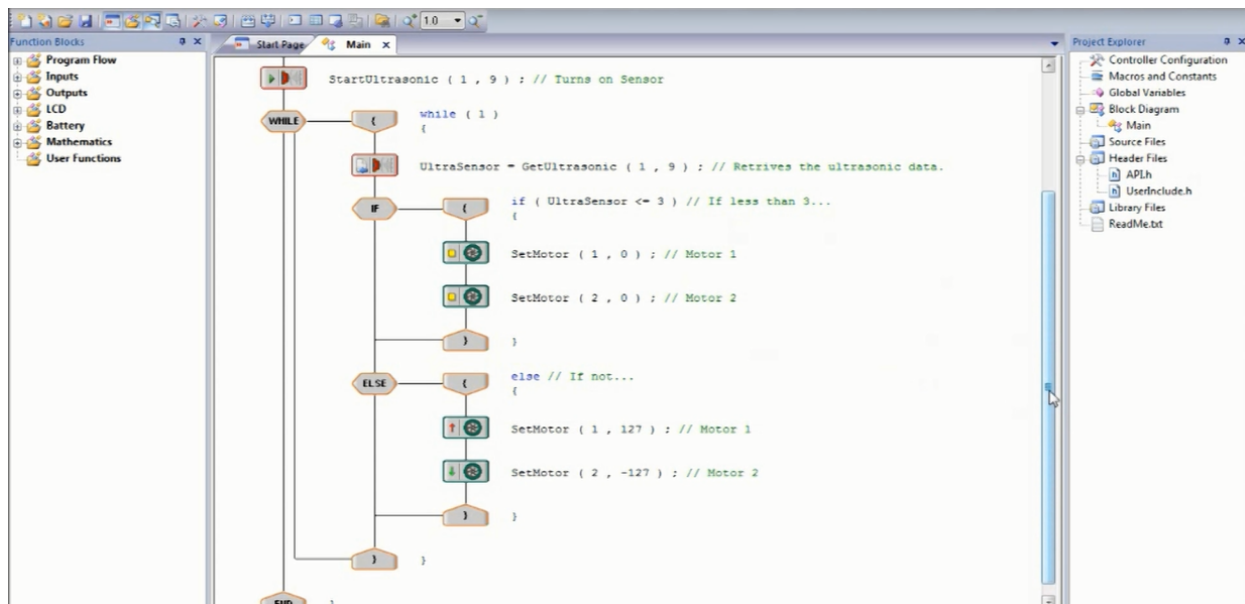 1.0
Function Blocks
Program Flow
Inputs
Outputs
LCD
Battery
Mathematics
User Functions
Start Page
Main
StartUltrasonic ( 1 , 9 ) ; // Turns on Sensor
WHILE
{
while ( 1 )
{
UltraSensor = GetUltrasonic ( 1 , 9 ) ; // Retrives the ultrasonic data.
IF
{
if ( UltraSensor <= 3 ) // If less than 3...
{
SetMotor ( 1 , 0 ) ; // Motor 1
SetMotor ( 2 , 0 ) ; // Motor 2
}
}
ELSE
{
else // If not...
{
SetMotor ( 1 , 127 ) ; // Motor 1
SetMotor ( 2 , -127 ) ; // Motor 2
}
}
}
}
END
Project Explorer
Controller Configuration
Macros and Constants
Global Variables
Block Diagram
Main
Source Files
Header Files
API.h
UserInclude.h
Library Files
ReadMe.txt